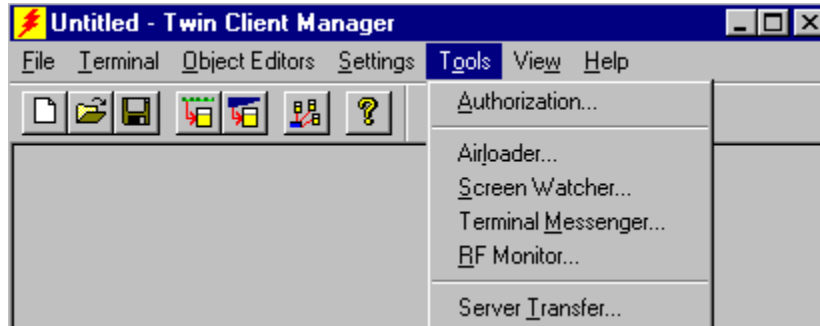 Untitled - Twin Client Manager
File Terminal Object Editors Settings Tools View Help
Authorization...
Airloader...
Screen Watcher...
Terminal Messenger...
RF Monitor...
Server Transfer...